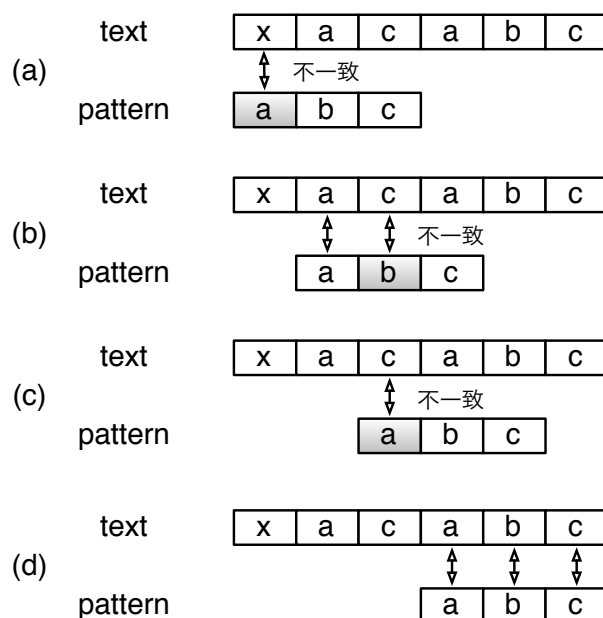 text x a c a b c
(a) 不一致
pattern a b c
text x a c a b c
(b) 不一致
pattern a b c
text x a c a b c
(c) 不一致
pattern a b c
text x a c a b c
(d)
pattern a b c